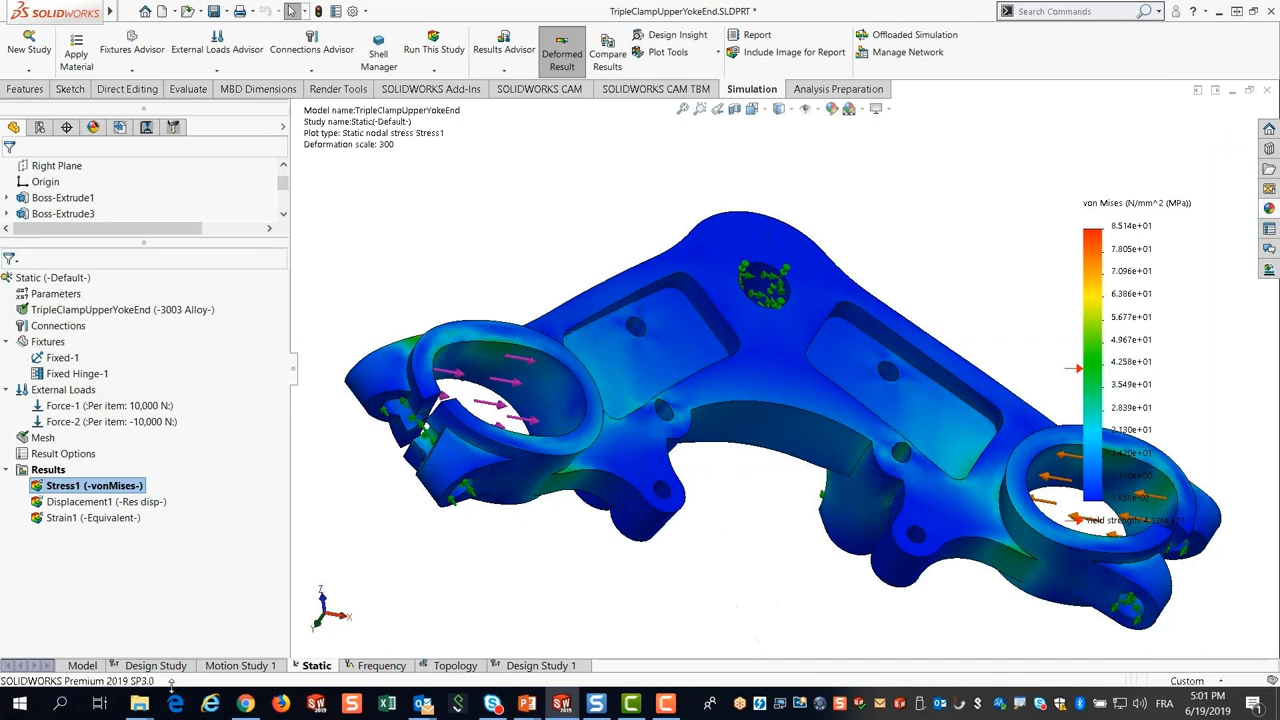 SOLIDWORKS
TripleClampUpperYokeEnd.SLDPRT *
Search Commands
New Study
Apply Material
Fixtures Advisor
External Loads Advisor
Connections Advisor
Shell Manager
Run This Study
Results Advisor
Deformed Result
Compare Results
Design Insight
Plot Tools
Report
Include Image for Report
Offloaded Simulation
Manage Network
Features
Sketch
Direct Editing
Evaluate
MBD Dimensions
Render Tools
SOLIDWORKS Add-Ins
SOLIDWORKS CAM
SOLIDWORKS CAM TBM
Simulation
Analysis Preparation
Model name:TripleClampUpperYokeEnd
Study name:Static(-Default-)
Plot type: Static nodal stress Stress1
Deformation scale: 300
Right Plane
Origin
Boss-Extrude1
Boss-Extrude3
Static (-Default-)
Parameters
TripleClampUpperYokeEnd (-3003 Alloy-)
Connections
Fixtures
Fixed-1
Fixed Hinge-1
External Loads
Force-1 (:Per item: 10,000 N:)
Force-2 (:Per item: -10,000 N:)
Mesh
Result Options
Results
Stress1 (-vonMises-)
Displacement1 (-Res disp-)
Strain1 (-Equivalent-)
von Mises (N/mm^2 (MPa))
8.514e+01
7.805e+01
7.096e+01
6.386e+01
5.677e+01
4.967e+01
4.258e+01
3.549e+01
2.839e+01
2.130e+01
Yield strength:
Z
X
Y
Model
Design Study
Motion Study 1
Static
Frequency
Topology
Design Study 1
SOLIDWORKS Premium 2019 SP3.0
Custom
FRA
5:01 PM
6/19/2019